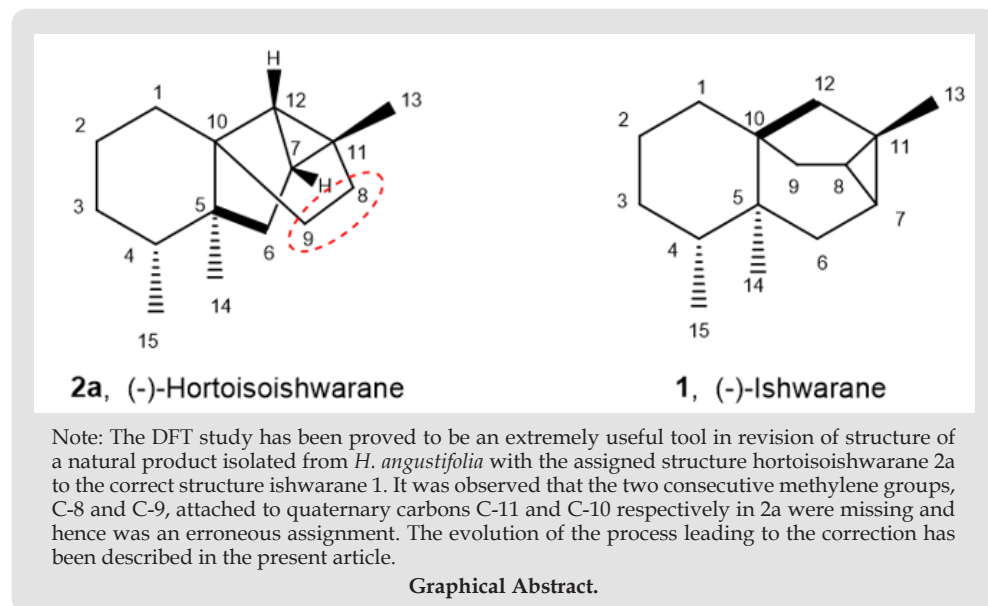 H
1
12
13
2
10
7
11
H
8
3
5
9
4
6
14
15
2a, (-)-Hortoisoishwarane
1
12
13
2
10
11
9
8
3
5
7
4
6
14
15
1, (-)-Ishwarane
Note: The DFT study has been proved to be an extremely useful tool in revision of structure of
a natural product isolated from H. angustifolia with the assigned structure hortoisoishwarane 2a
to the correct structure ishwarane 1. It was observed that the two consecutive methylene groups,
C-8 and C-9, attached to quaternary carbons C-11 and C-10 respectively in 2a were missing and
hence was an erroneous assignment. The evolution of the process leading to the correction has
been described in the present article.
Graphical Abstract.